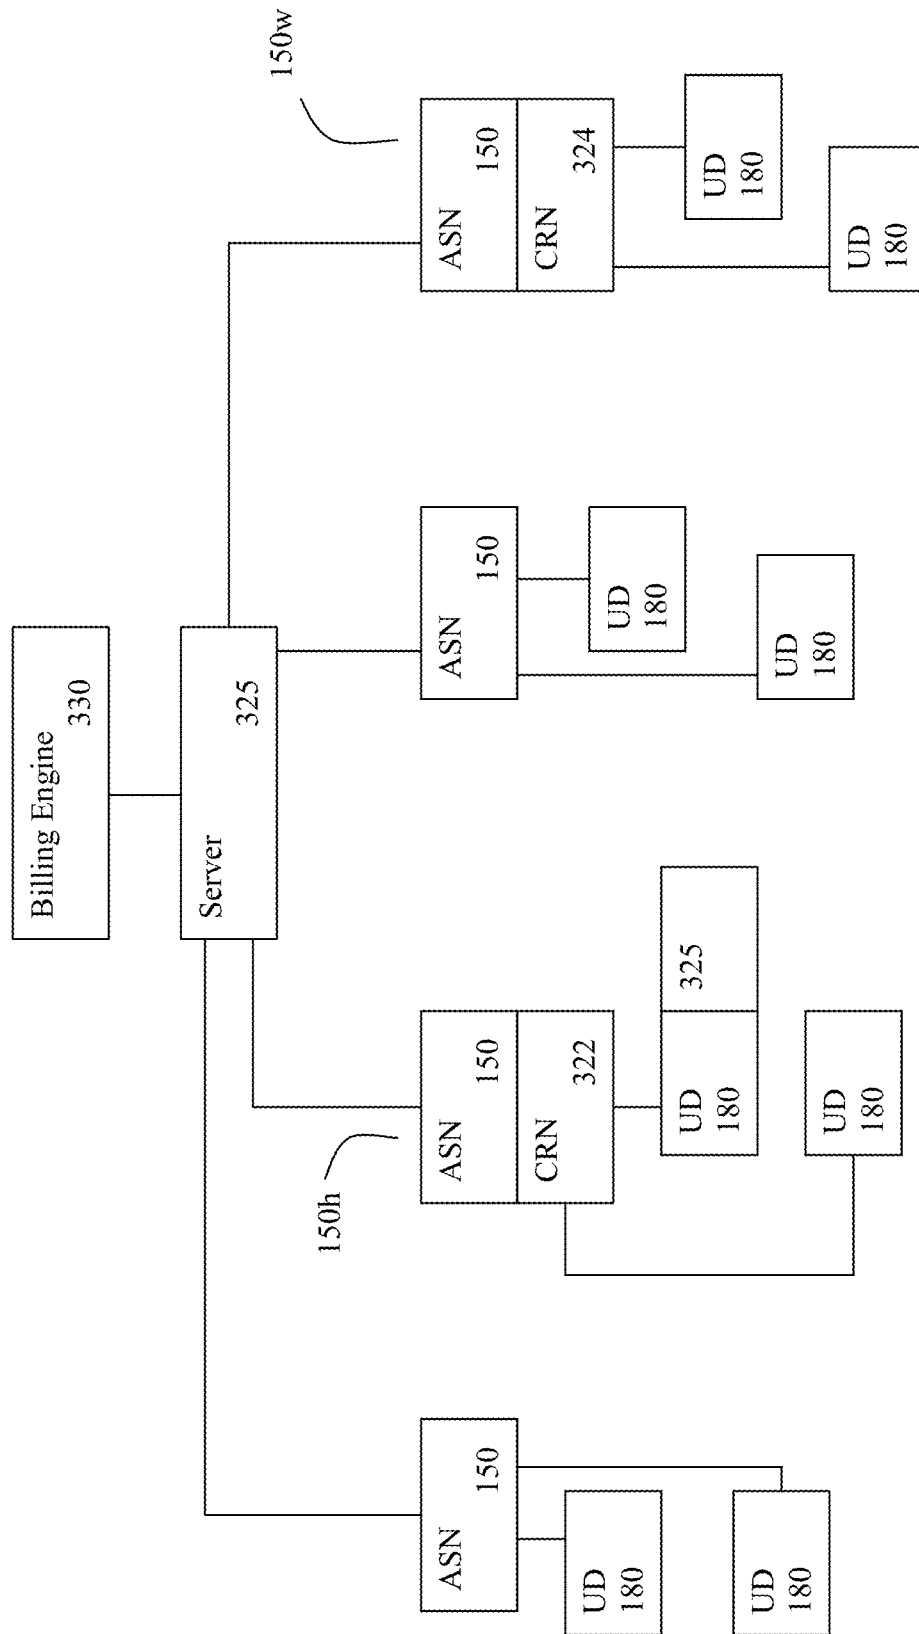 Billing Engine
330
Server
325
150h
150w
ASN
150
ASN
150
CRN
322
ASN
150
ASN
150
CRN
324
UD
180
UD
180
UD
180
325
UD
180
UD
180
UD
180
UD
180
UD
180